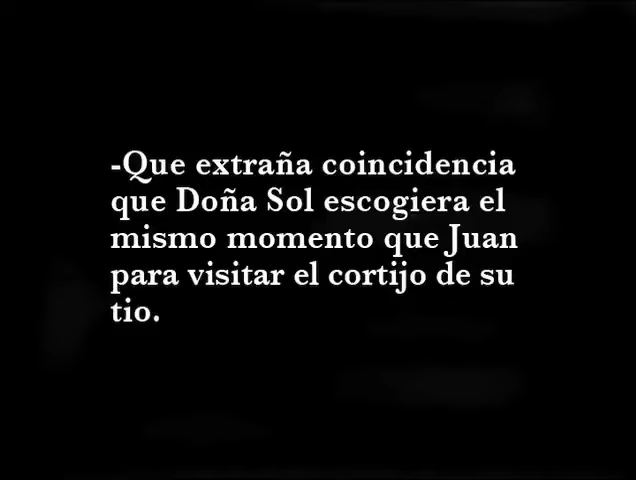 -Que extraña coincidencia
que Doña Sol escogiera el
mismo momento que Juan
para visitar el cortijo de su
tio.